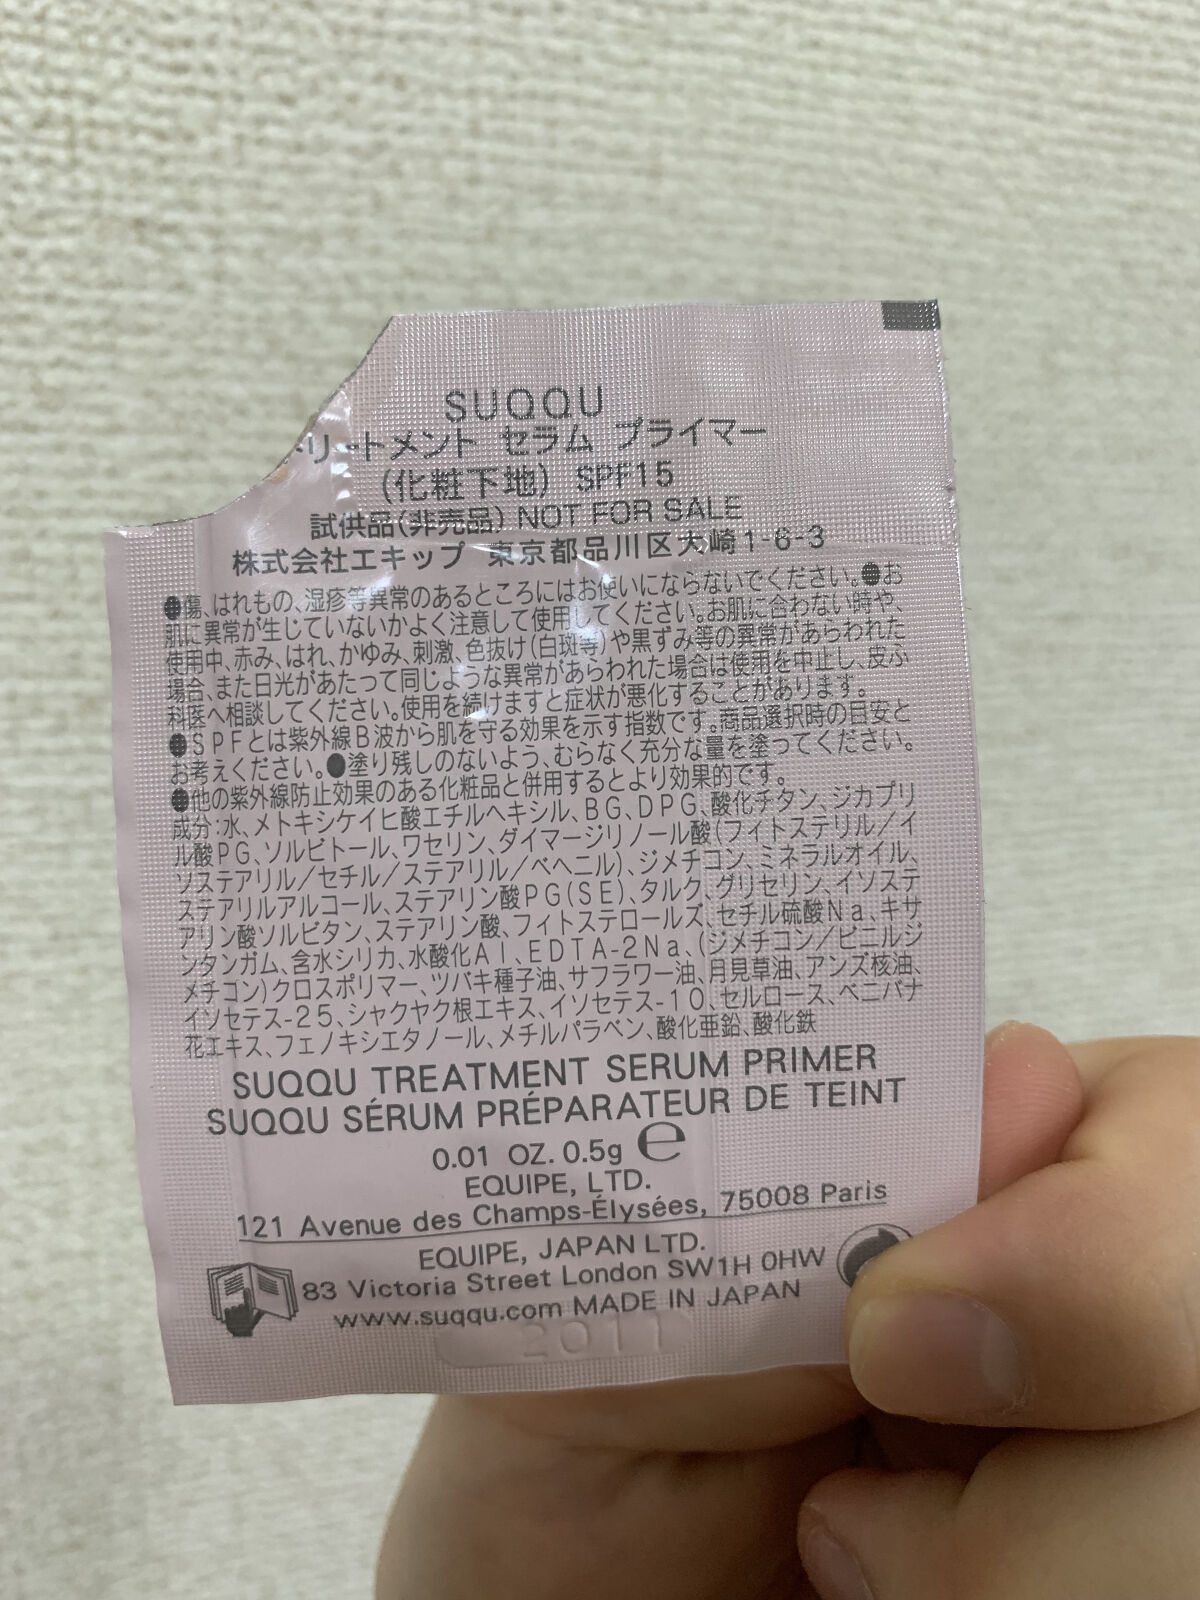 SUQQU
リートメント セラム プライマー
(化粧下地) SPF15
試供品(非売品) NOT FOR SALE
株式会社エキップ 東京都品川区大崎1-6-3
●傷、はれもの、湿疹等異常のあるところにはお使いにならないでください。●お
肌に異常が生じていないかよく注意して使用してください。お肌に合わない時や、
使用中、赤み、はれ、かゆみ、刺激、色抜け(白斑等)や黒ずみ等の異常があらわれた
場合、また日光があたって同じような異常があらわれた場合は使用を中止し、皮ふ
科医へ相談してください。使用を続けますと症状が悪化することがあります。
●SPFとは紫外線B波から肌を守る効果を示す指数です。商品選択時の目安と
お考えください。●塗り残しのないよう、むらなく充分な量を塗ってください。
●他の紫外線防止効果のある化粧品と併用するとより効果的です。
成分:水、メトキシケイヒ酸エチルヘキシル、BG、DPG、酸化チタン、ジカプリ
ル酸PG、ソルビトール、ワセリン、ダイマージリノール酸(フィトステリル/イ
ソステアリル/セチル/ステアリル/ベヘニル)、ジメチコン、ミネラルオイル、
ステアリルアルコール、ステアリン酸PG(SE)、タルク、グリセリン、イソステ
アリン酸ソルビタン、ステアリン酸、フィトステロールズ、セチル硫酸Na、キサ
ンタンガム、含水シリカ、水酸化Al、EDTA-2Na、(ジメチコン/ビニルジ
メチコン)クロスポリマー、ツバキ種子油、サフラワー油、月見草油、アンズ核油、
イソセテス-25、シャクヤク根エキス、イソセテス-10、セルロース、ベニバナ
花エキス、フェノキシエタノール、メチルパラベン、酸化亜鉛、酸化鉄
SUQQU TREATMENT SERUM PRIMER
SUQQU SÉRUM PRÉPARATEUR DE TEINT
0.01 OZ. 0.5g ℮
EQUIPE, LTD.
121 Avenue des Champs-Élysées, 75008 Paris
EQUIPE, JAPAN LTD.
83 Victoria Street London SW1H 0HW
www.suqqu.com MADE IN JAPAN
2011